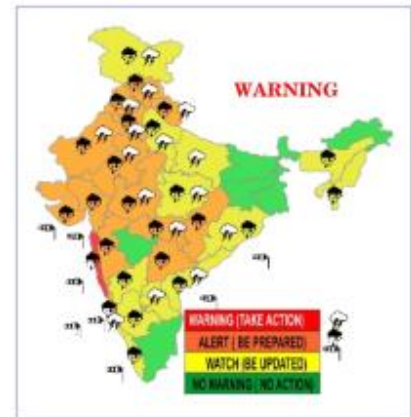 WARNING
WARNING (TAKE ACTION)
ALERT ( BE PREPARED)
WATCH (BE UPDATED)
NO WARNING ( NO ACTION)